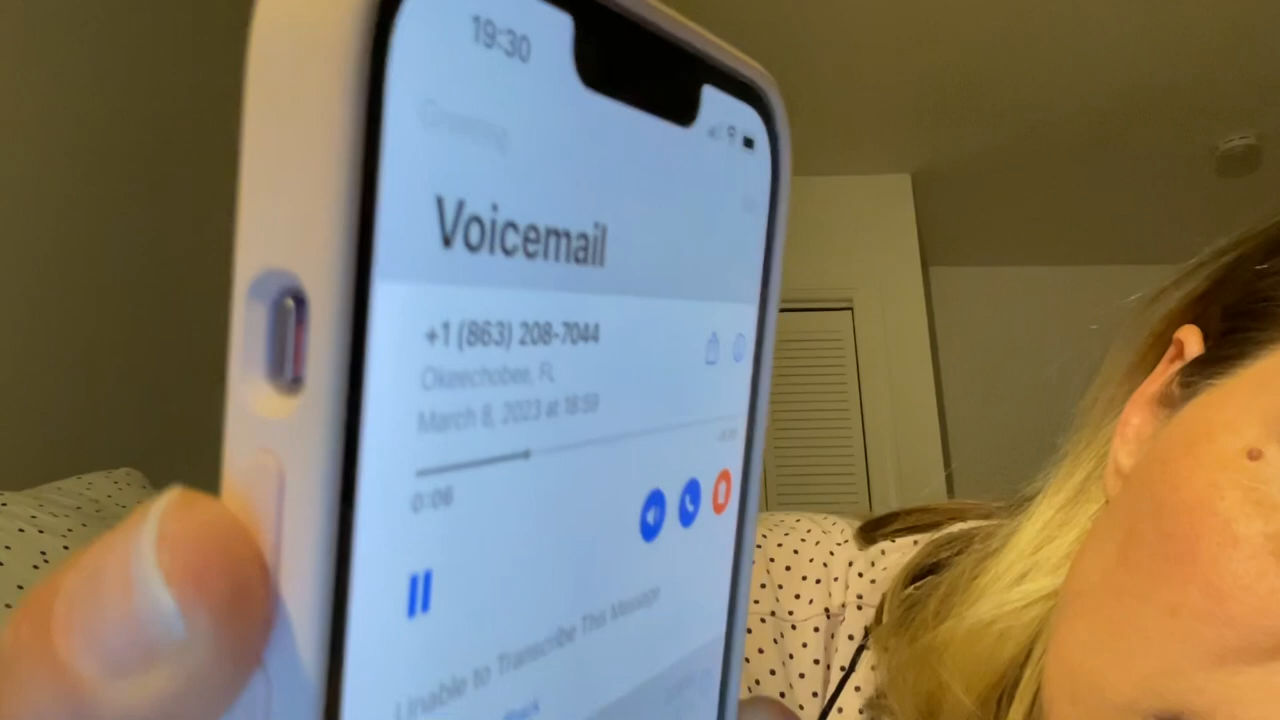 19:30
Greeting
Voicemail
+1 (863) 208-7044
Okeechobee, FL
March 8, 2023 at 18:59
0:06
Unable to Transcribe This Message